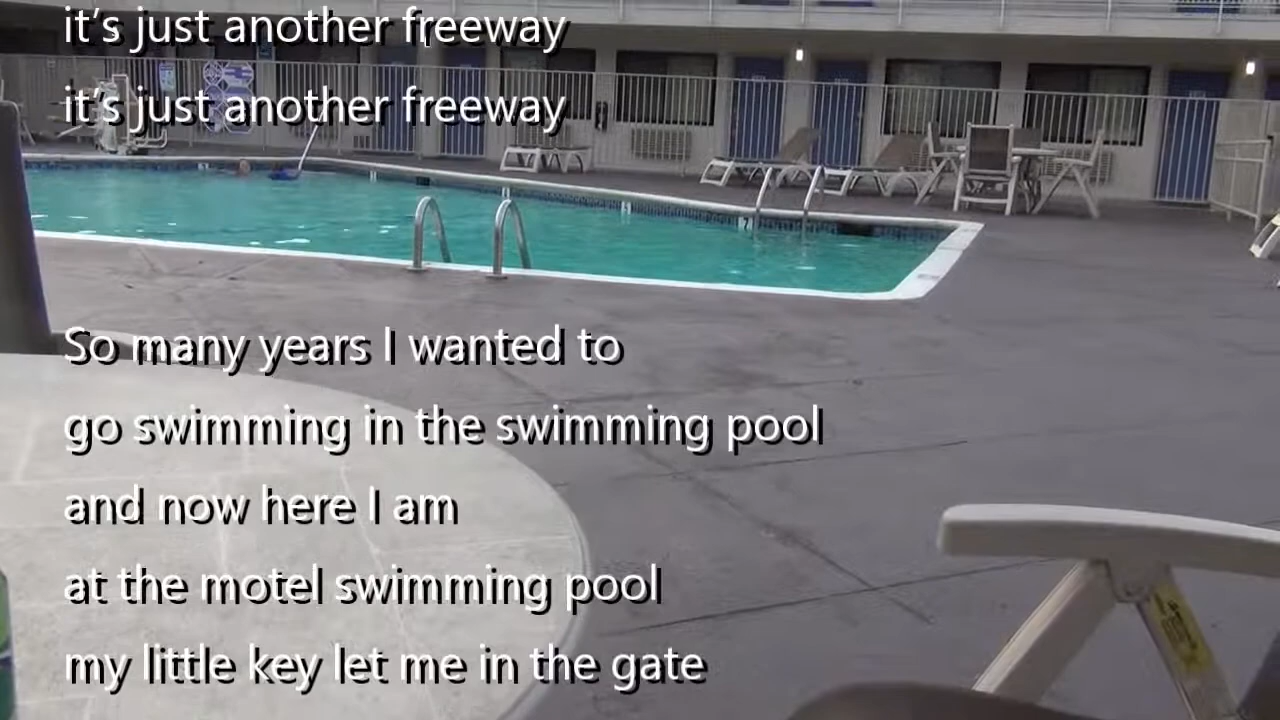 it's just another freeway
it's just another freeway
So many years I wanted to
go swimming in the swimming pool
and now here I am
at the motel swimming pool
my little key let me in the gate